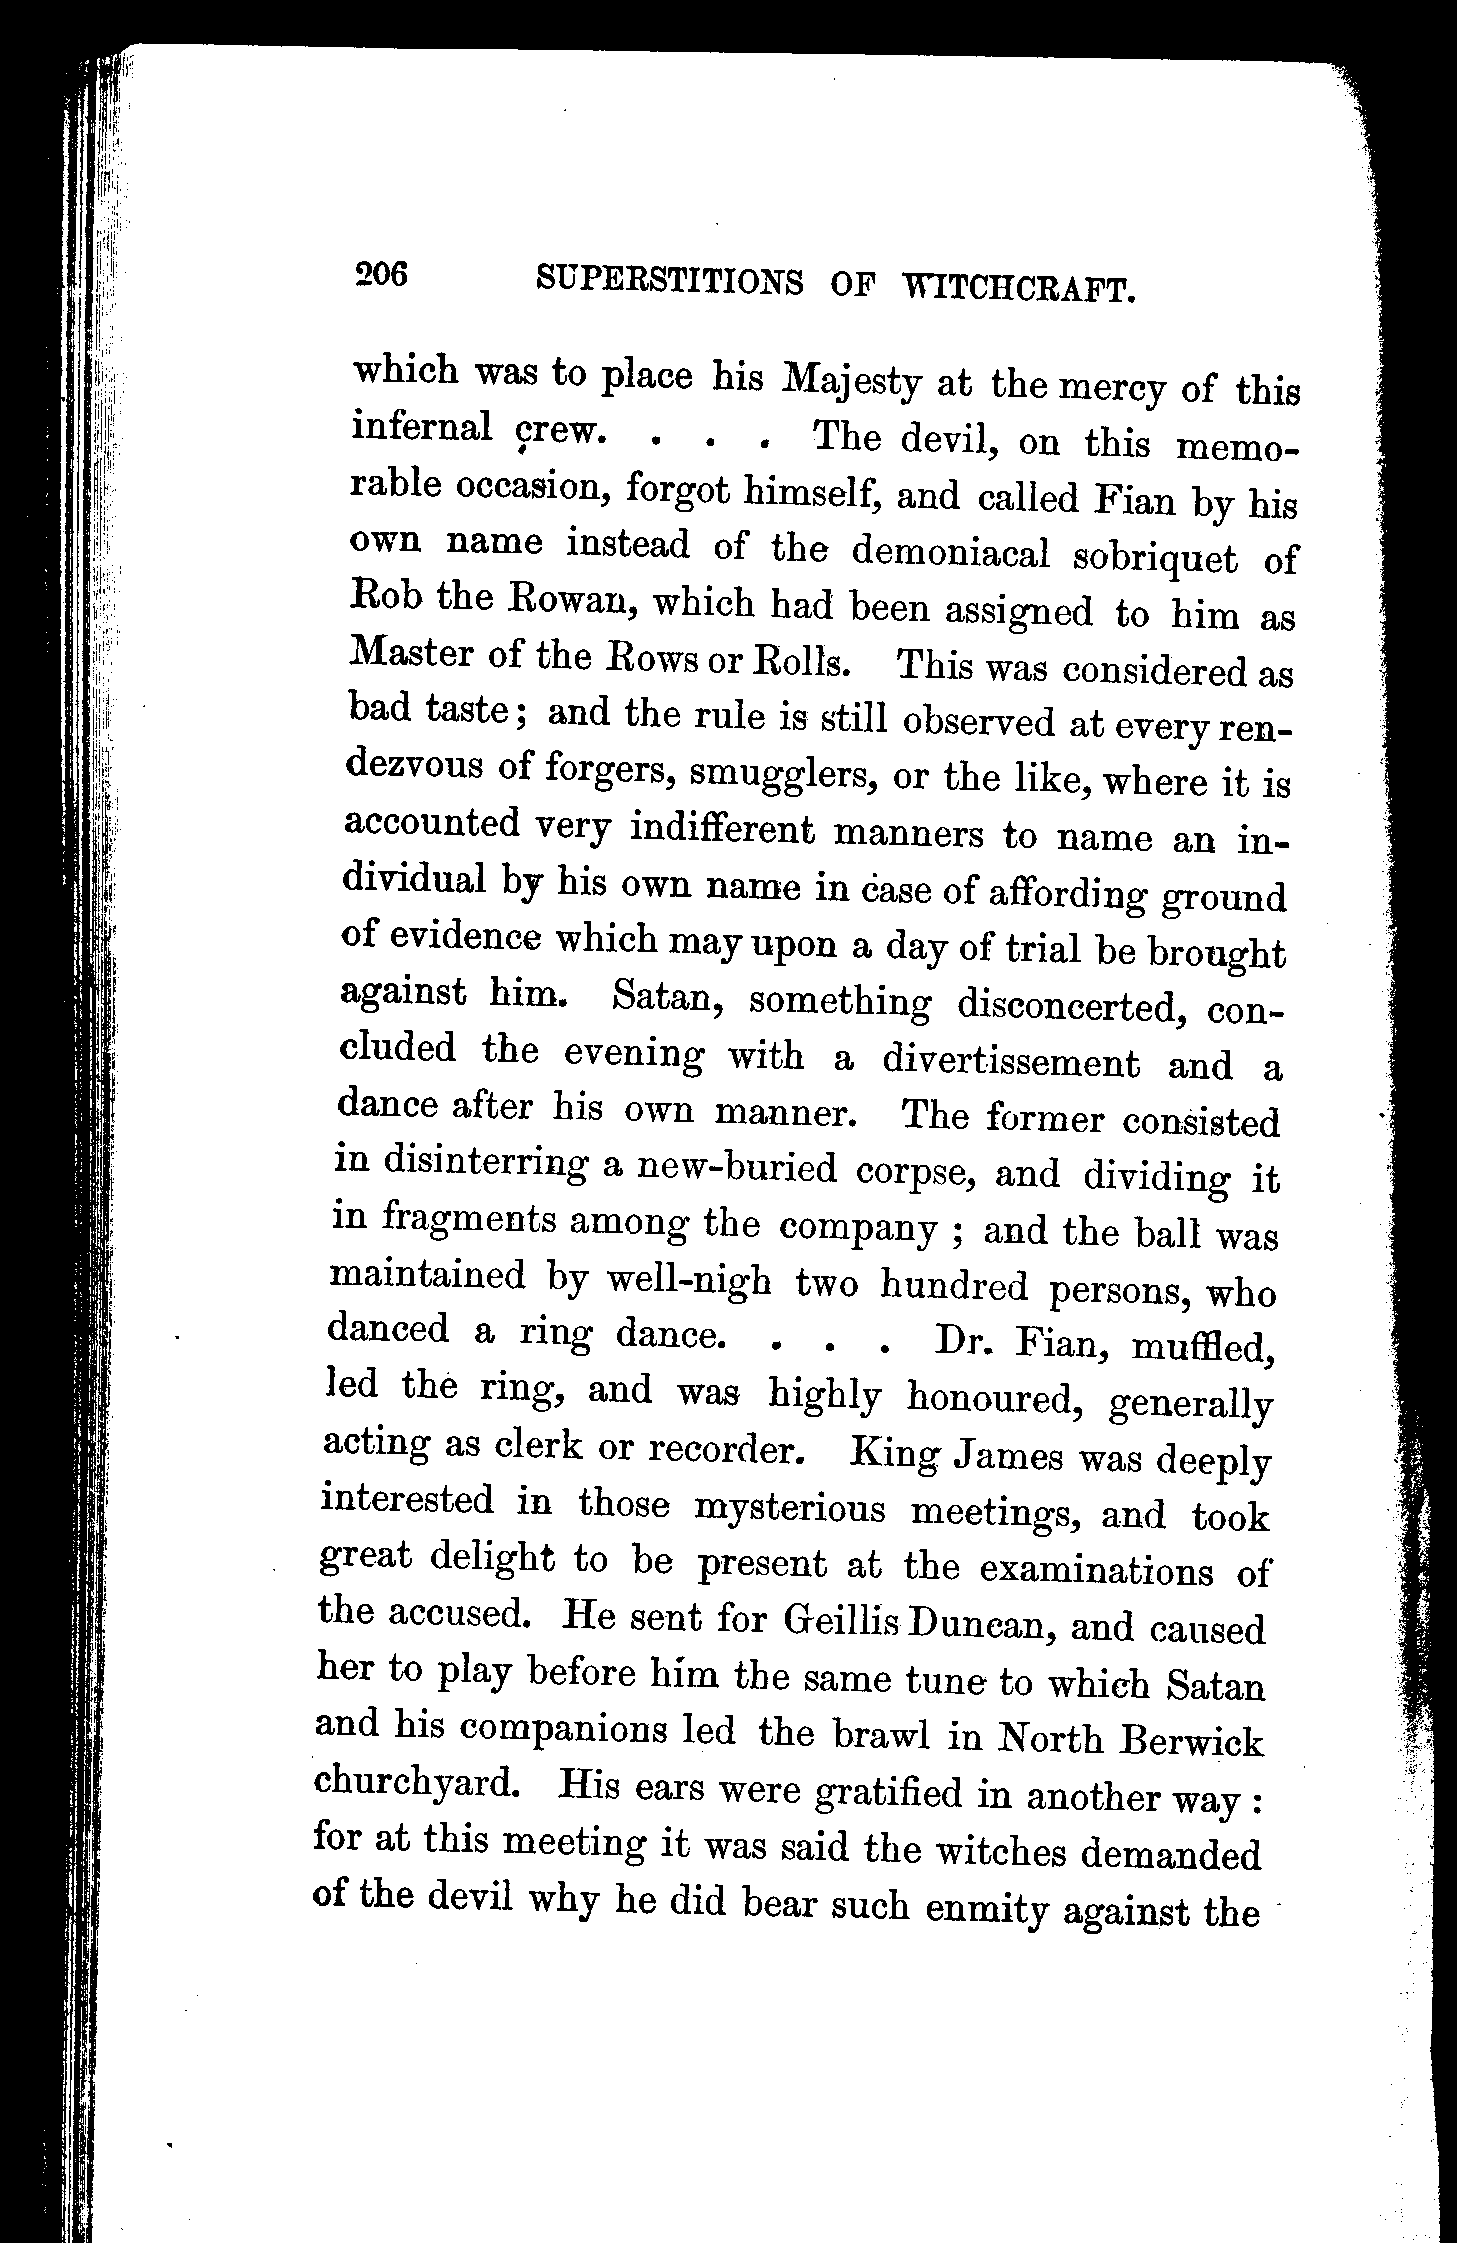 206 SUPERSTITIONS OF WITCHCRAFT.
which was to place his Majesty at the mercy of this
infernal crew. . . . The devil, on this memo-
rable occasion, forgot himself, and called Fian by his
own name instead of the demoniacal sobriquet of
Rob the Rowan, which had been assigned to him as
Master of the Rows or Rolls. This was considered as
bad taste; and the rule is still observed at every ren-
dezvous of forgers, smugglers, or the like, where it is
accounted very indifferent manners to name an in-
dividual by his own name in case of affording ground
of evidence which may upon a day of trial be brought
against him. Satan, something disconcerted, con-
cluded the evening with a divertissement and a
dance after his own manner. The former consisted
in disinterring a new-buried corpse, and dividing it
in fragments among the company ; and the ball was
maintained by well-nigh two hundred persons, who
danced a ring dance. . . . Dr. Fian, muffled,
led the ring, and was highly honoured, generally
acting as clerk or recorder. King James was deeply
interested in those mysterious meetings, and took
great delight to be present at the examinations of
the accused. He sent for Geillis Duncan, and caused
her to play before him the same tune to which Satan
and his companions led the brawl in North Berwick
churchyard. His ears were gratified in another way :
for at this meeting it was said the witches demanded
of the devil why he did bear such enmity against the